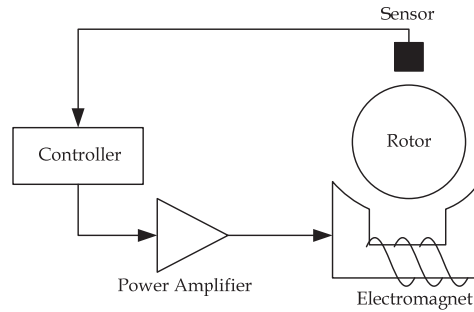 Sensor
Controller
Rotor
Power Amplifier
Electromagnet